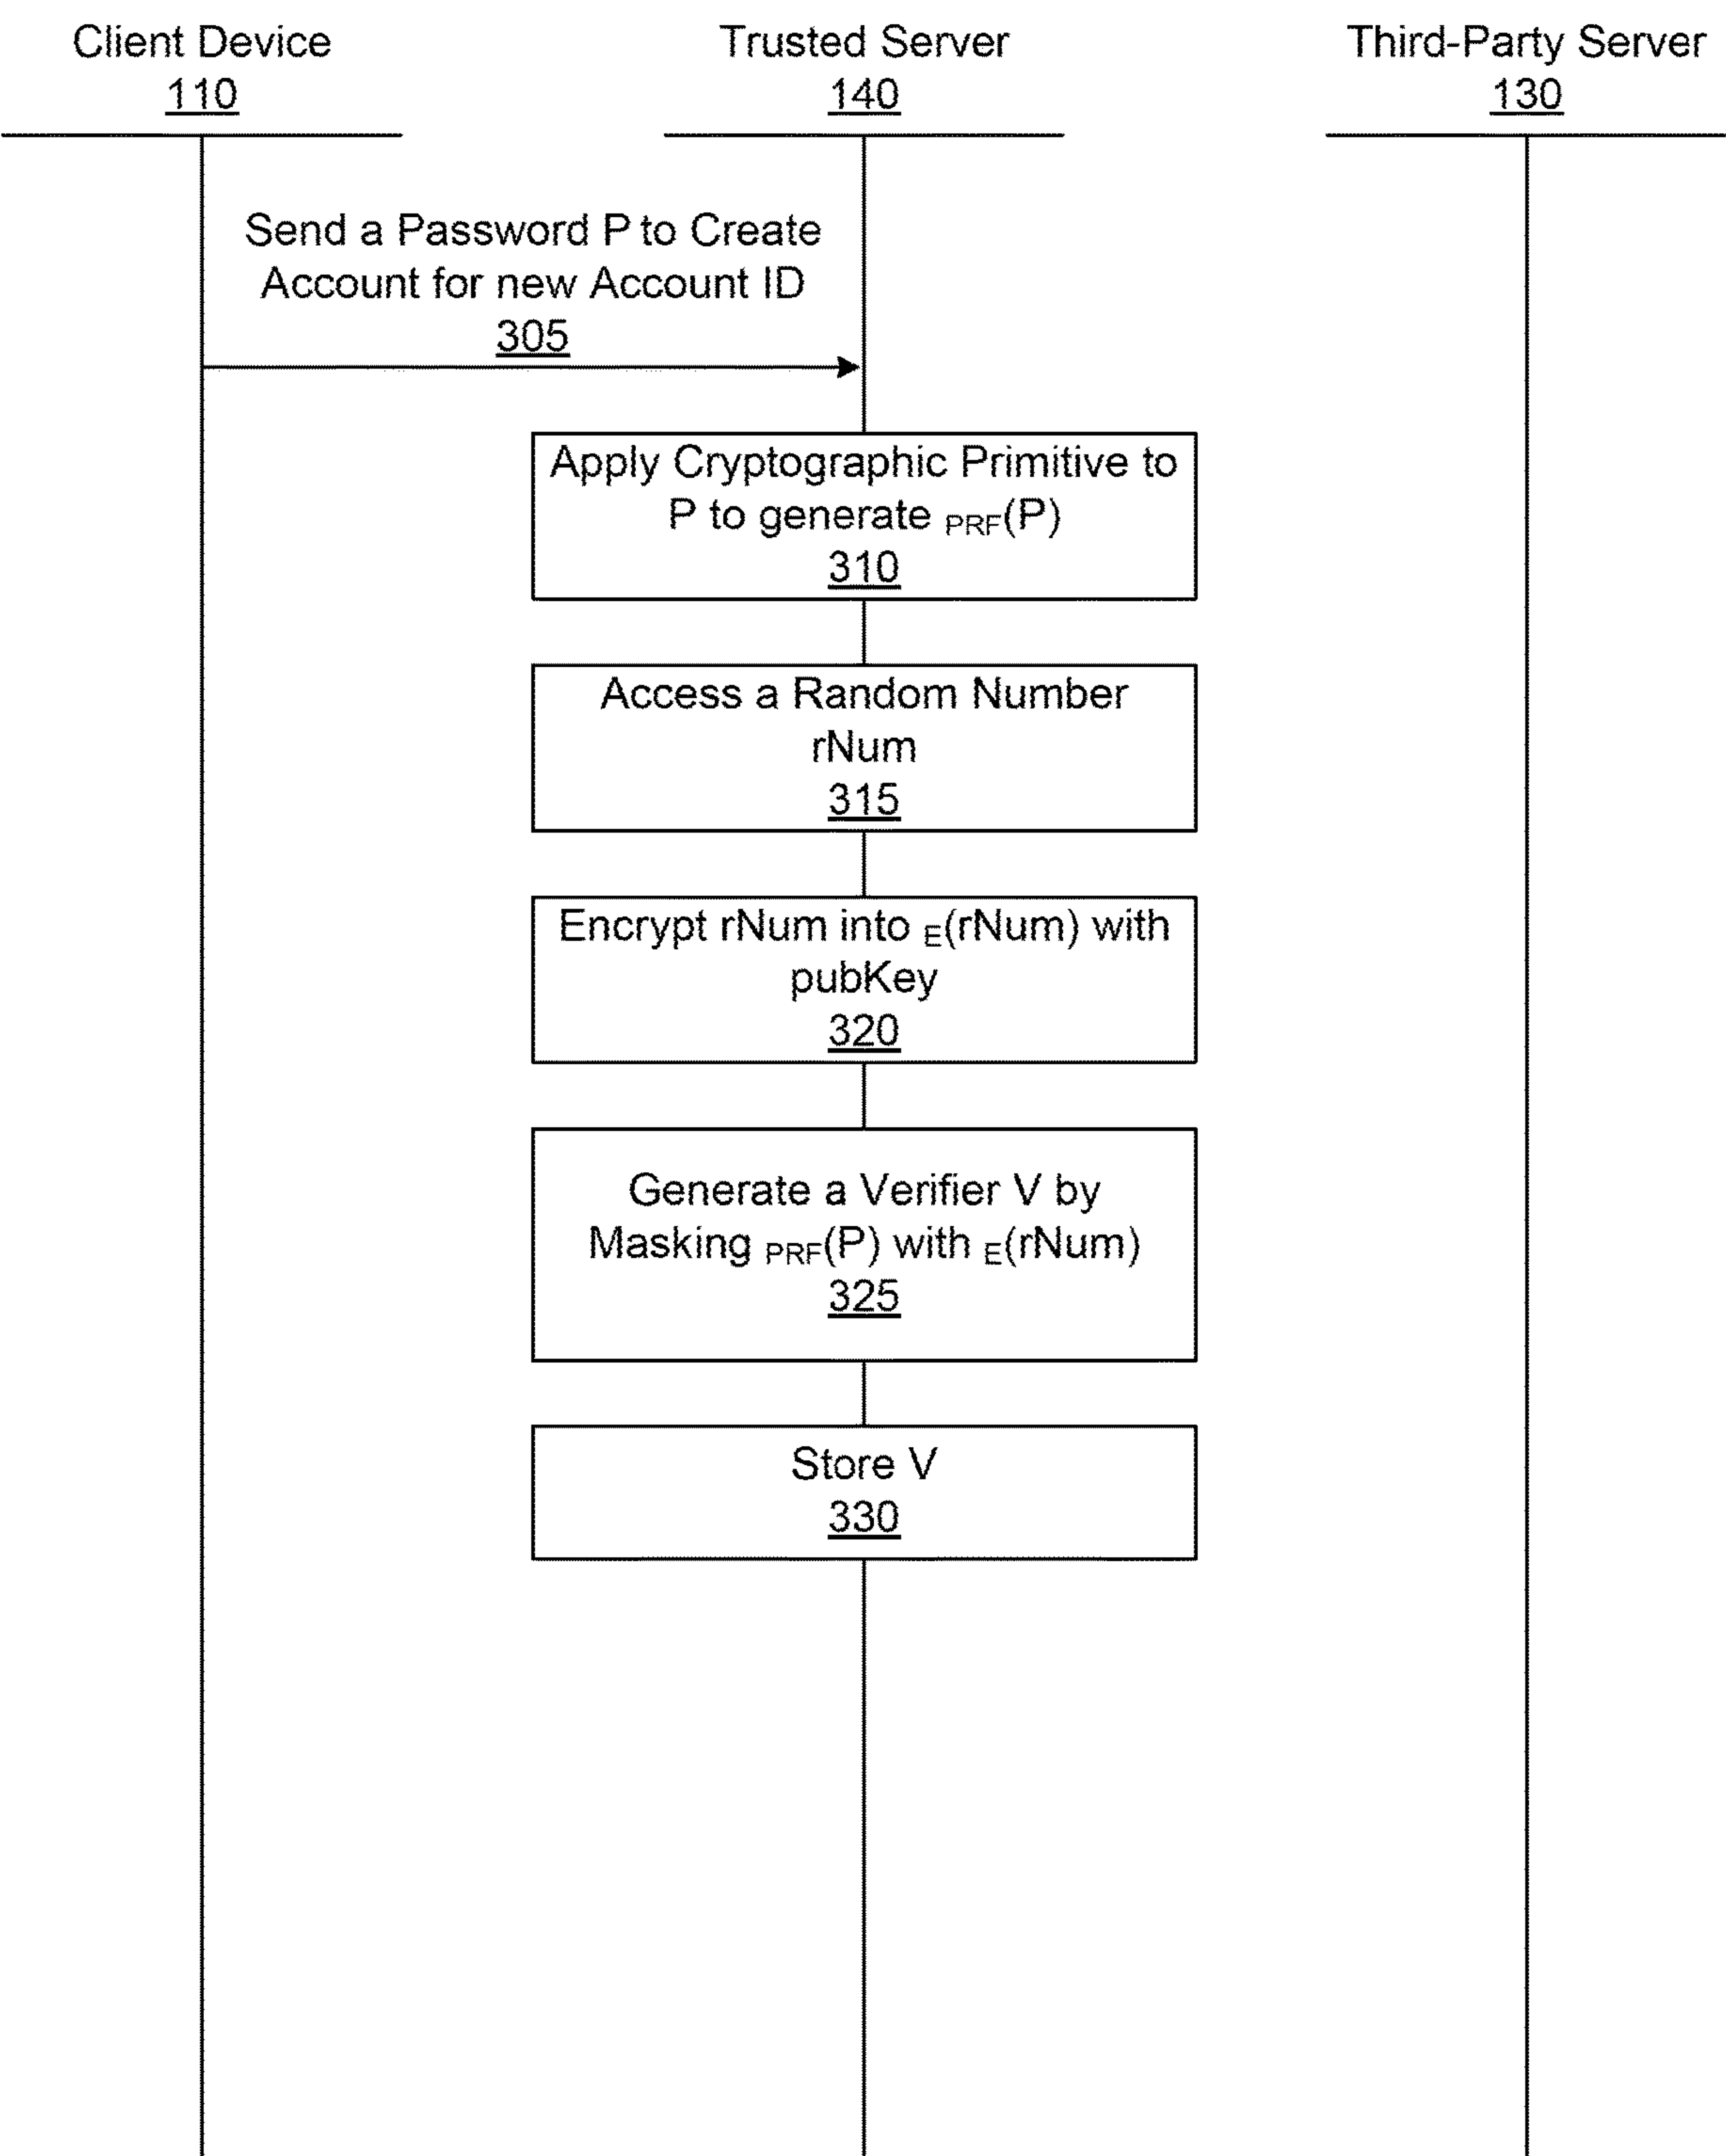 Client Device
110
Trusted Server
140
Third-Party Server
130
Send a Password P to Create
Account for new Account ID
305
Apply Cryptographic Primitive to
P to generate PRF(P)
310
Access a Random Number
rNum
315
Encrypt rNum into E(rNum) with
pubKey
320
Generate a Verifier V by
Masking PRF(P) with E(rNum)
325
Store V
330